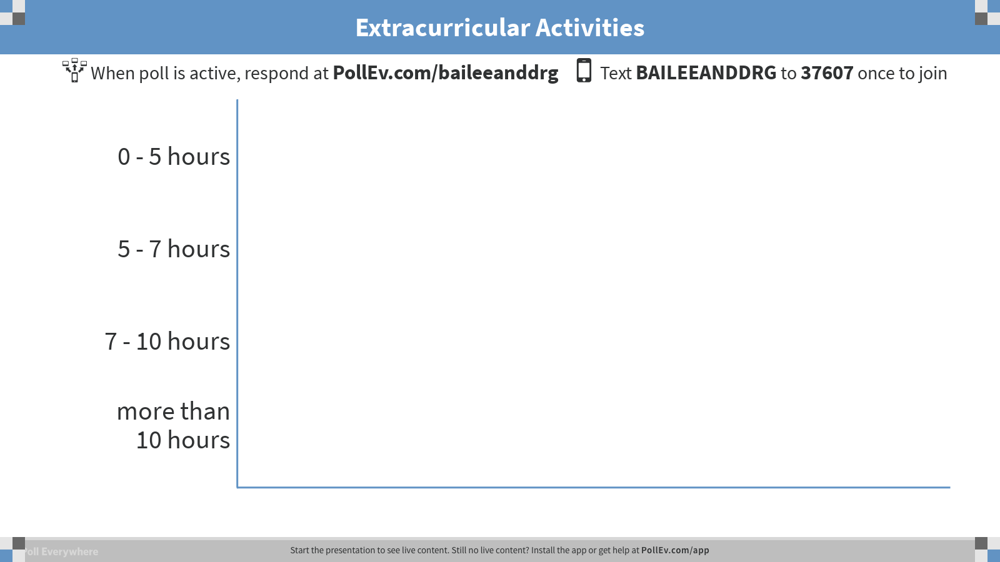 Extracurricular Activities
When poll is active, respond at PollEv.com/baileeanddrg Text BAILEEANDDRG to 37607 once to join
0 - 5 hours
5 - 7 hours
7 - 10 hours
more than
10 hours
Poll Everywhere
Start the presentation to see live content. Still no live content? Install the app or get help at PollEv.com/app